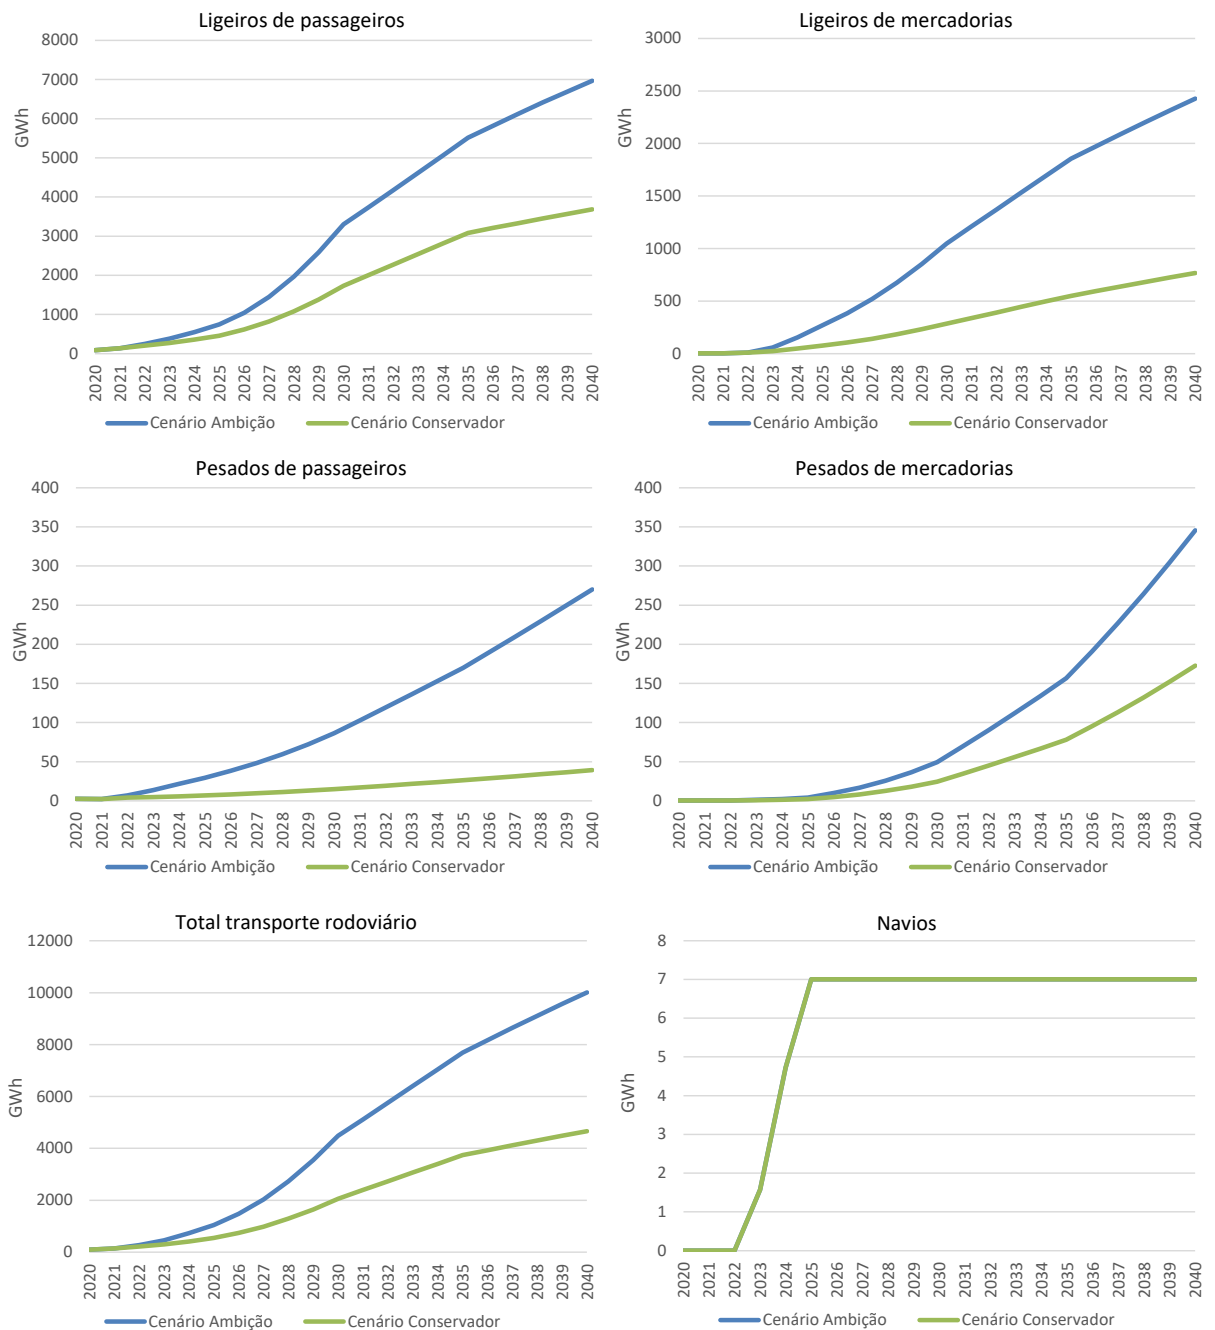 Ligeiros de passageiros
8000
7000
6000
5000
4000
3000
2000
1000
0
GWh
2020 2021 2022 2023 2024 2025 2026 2027 2028 2029 2030 2031 2032 2033 2034 2035 2036 2037 2038 2039 2040
Cenário Ambição Cenário Conservador
Ligeiros de mercadorias
3000
2500
2000
1500
1000
500
0
GWh
2020 2021 2022 2023 2024 2025 2026 2027 2028 2029 2030 2031 2032 2033 2034 2035 2036 2037 2038 2039 2040
Cenário Ambição Cenário Conservador
Pesados de passageiros
400
350
300
250
200
150
100
50
0
GWh
2020 2021 2022 2023 2024 2025 2026 2027 2028 2029 2030 2031 2032 2033 2034 2035 2036 2037 2038 2039 2040
Cenário Ambição Cenário Conservador
Pesados de mercadorias
400
350
300
250
200
150
100
50
0
GWh
2020 2021 2022 2023 2024 2025 2026 2027 2028 2029 2030 2031 2032 2033 2034 2035 2036 2037 2038 2039 2040
Cenário Ambição Cenário Conservador
Total transporte rodoviário
12000
10000
8000
6000
4000
2000
0
GWh
2020 2021 2022 2023 2024 2025 2026 2027 2028 2029 2030 2031 2032 2033 2034 2035 2036 2037 2038 2039 2040
Cenário Ambição Cenário Conservador
Navios
8
7
6
5
4
3
2
1
0
GWh
2020 2021 2022 2023 2024 2025 2026 2027 2028 2029 2030 2031 2032 2033 2034 2035 2036 2037 2038 2039 2040
Cenário Ambição Cenário Conservador